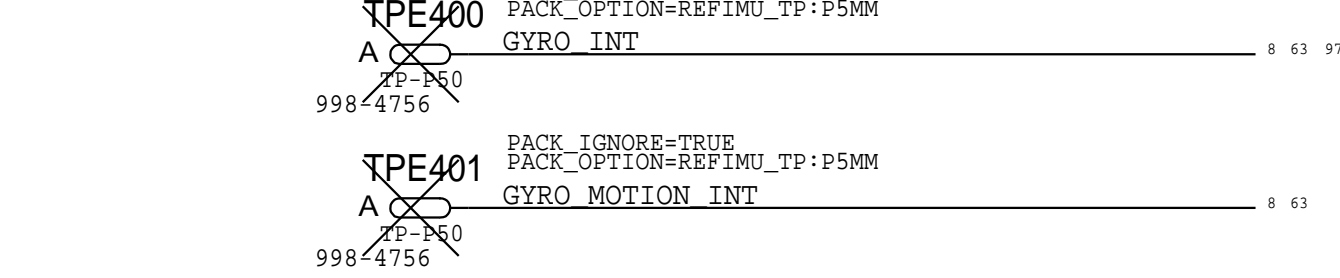 TPE400 PACK_OPTION=REFIMU_TP:P5MM
A GYRO_INT 8 63 97
TP-P50
998-4756
PACK_IGNORE=TRUE
TPE401 PACK_OPTION=REFIMU_TP:P5MM
A GYRO_MOTION_INT 8 63
TP-P50
998-4756